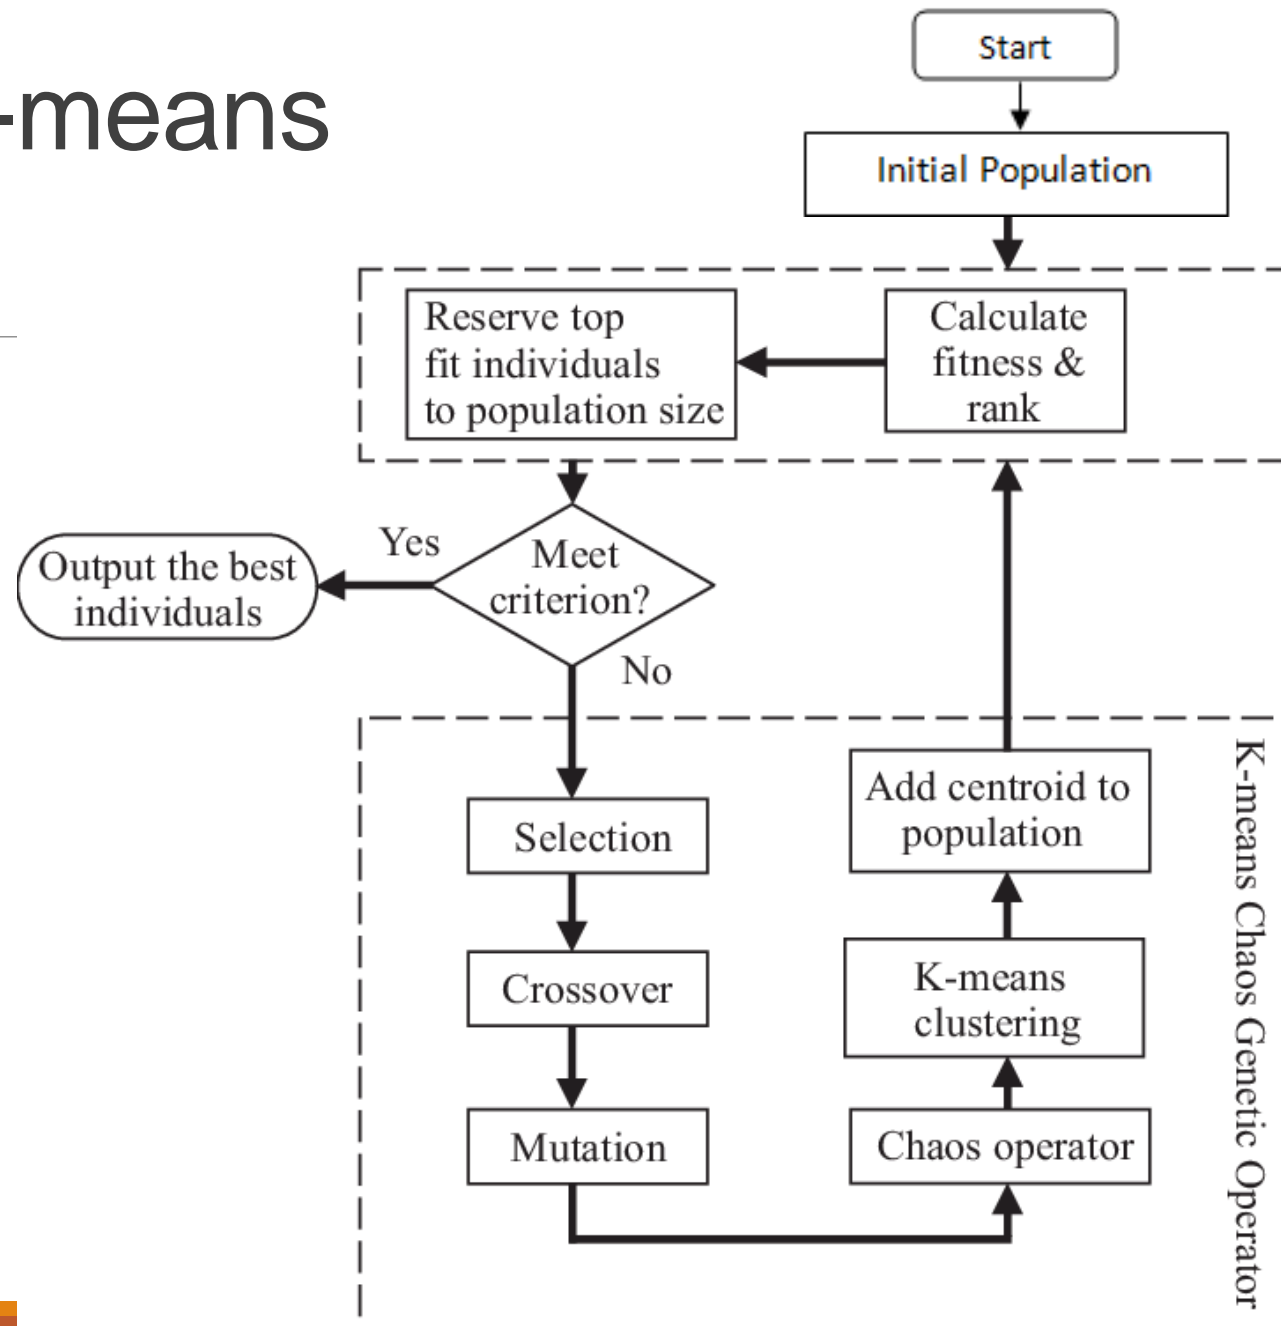 -means
Start
Initial Population
Calculate
fitness &
rank
Reserve top
fit individuals
to population size
Meet
criterion?
Yes
Output the best
individuals
No
Selection
Crossover
Mutation
Chaos operator
K-means
clustering
Add centroid to
population
K-means Chaos Genetic Operator